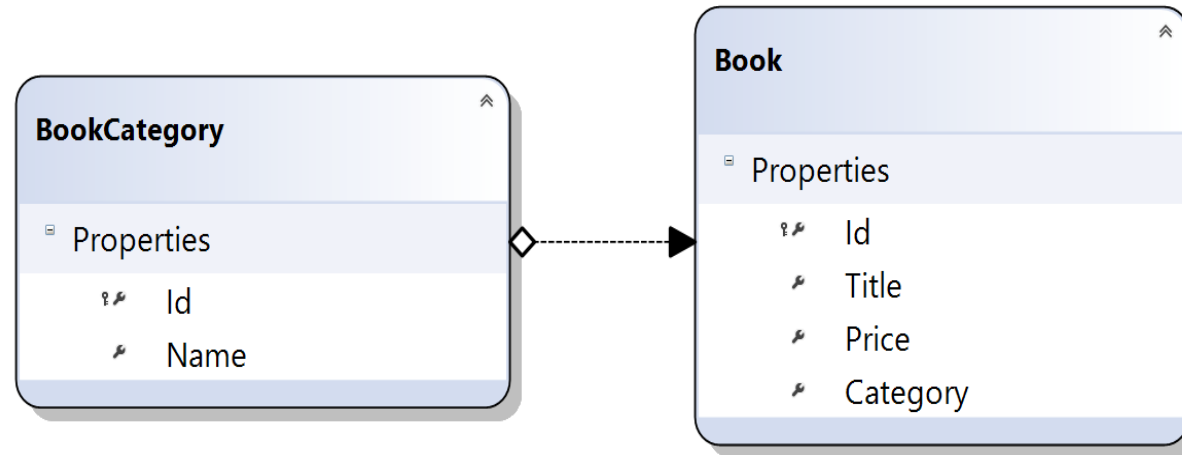 BookCategory
Properties
Id
Name
Book
Properties
Id
Title
Price
Category